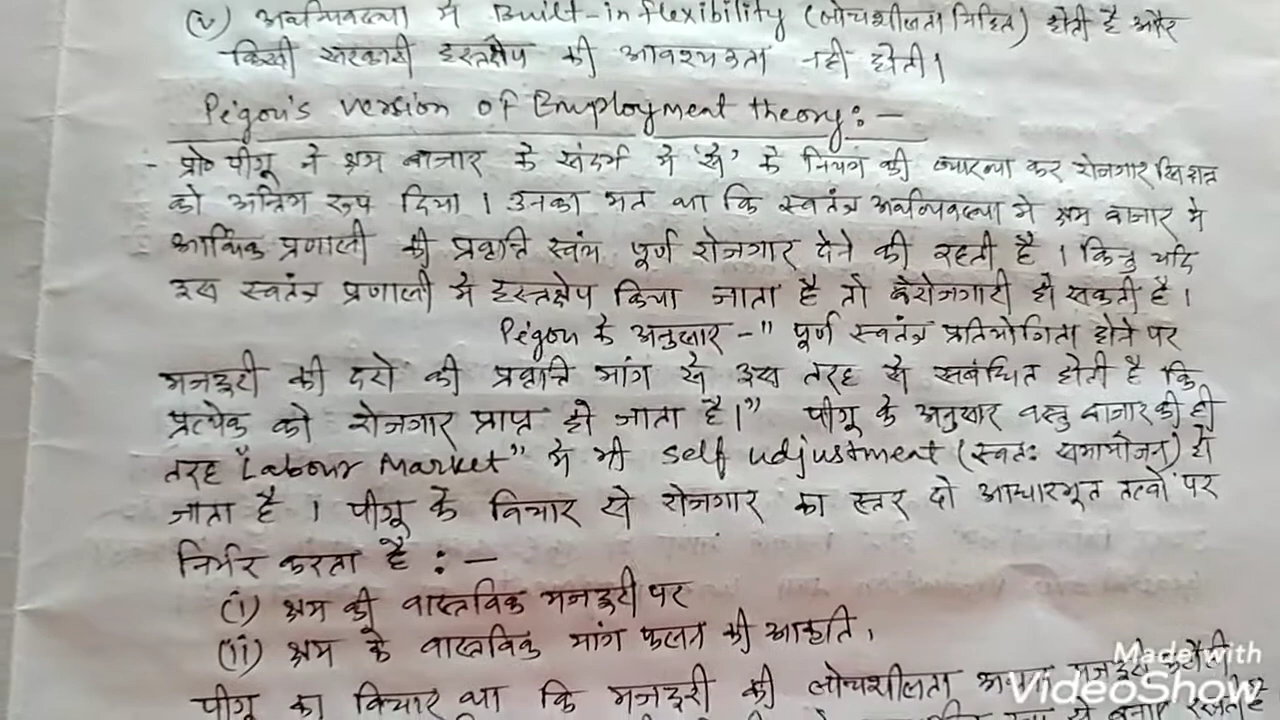 (v) अर्थव्यवस्था में Built-in flexibility (लोचशीलता निहित) होती है और
किसी सरकारी हस्तक्षेप की आवश्यकता नहीं होती।
Pegou's version of Employment theory:-
- प्रो० पीगू ने श्रम बाजार के संदर्भ में 'से' के नियम की व्याख्या कर रोजगार सिद्धान्त
को अन्तिम रूप दिया। उनका मत था कि स्वतंत्र अर्थव्यवस्था में श्रम बाजार में
आर्थिक प्रणाली की प्रवृत्ति स्वंय पूर्ण रोजगार देने की रहती है। किन्तु यदि
इस स्वतंत्र प्रणाली में हस्तक्षेप किया जाता है तो बेरोजगारी हो सकती है।
Pegou के अनुसार -" पूर्ण स्वतंत्र प्रतियोगिता होने पर
मजदूरी की दरों की प्रवृत्ति मांग से इस तरह से संबंधित होती है कि
प्रत्येक को रोजगार प्राप्त हो जाता है।" पीगू के अनुसार वस्तु बाजार की ही
तरह "Labour Market" में भी self adjustment (स्वतः समायोजन) हो
जाता है। पीगू के विचार से रोजगार का स्तर दो आधारभूत तत्वों पर
निर्भर करता है :-
(i) श्रम की वास्तविक मजदूरी पर
(ii) श्रम के वास्तविक मांग फलन की आकृति,
पीगू का विचार था कि मजदूरी की लोचशीलता अथवा मजदूरी
Made with
VideoShow